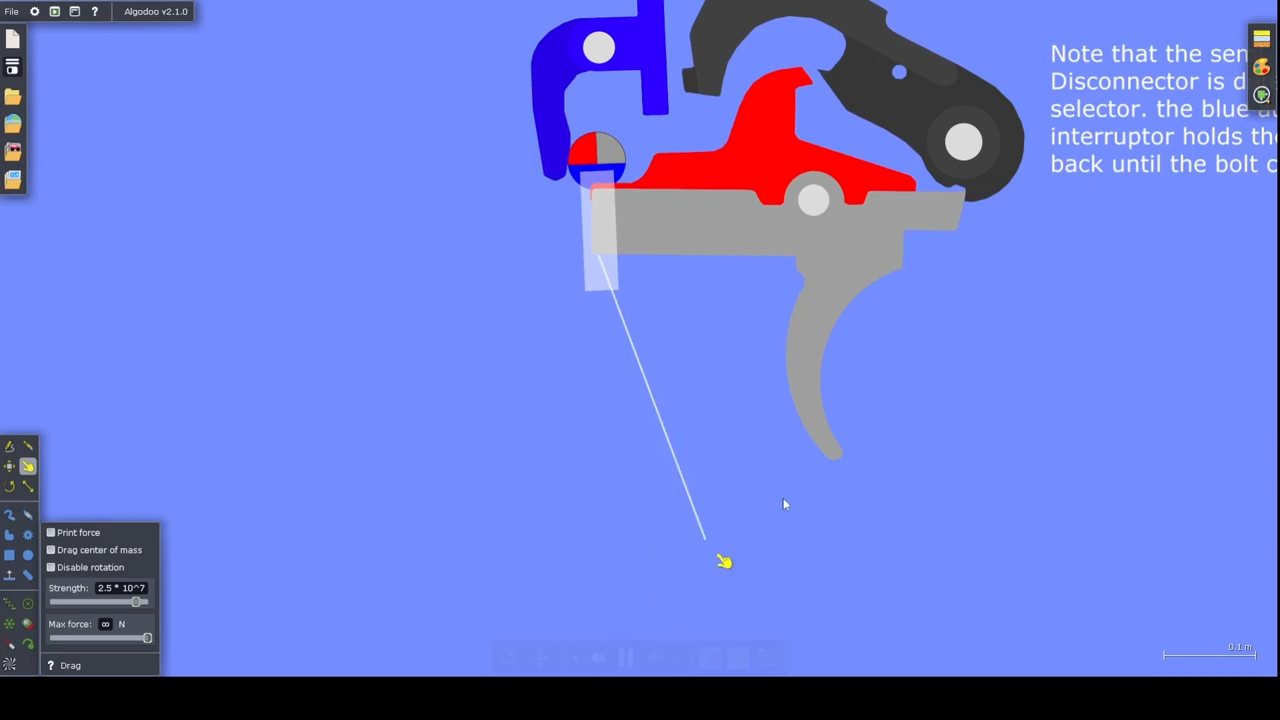 File
?
Algodoo v2.1.0
Note that the sen
Disconnector is d
selector. the blue a
interruptor holds the
back until the bolt c
Print force
Drag center of mass
Disable rotation
Strength: 2.5 * 10^7
Max force: ∞ N
? Drag
0.1 m